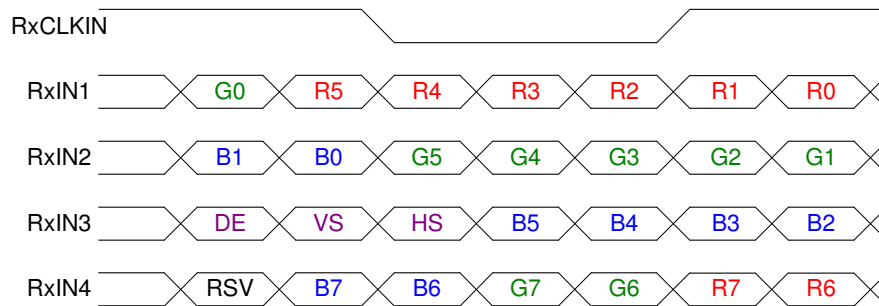 RxCLKIN
RxIN1 G0 R5 R4 R3 R2 R1 R0
RxIN2 B1 B0 G5 G4 G3 G2 G1
RxIN3 DE VS HS B5 B4 B3 B2
RxIN4 RSV B7 B6 G7 G6 R7 R6